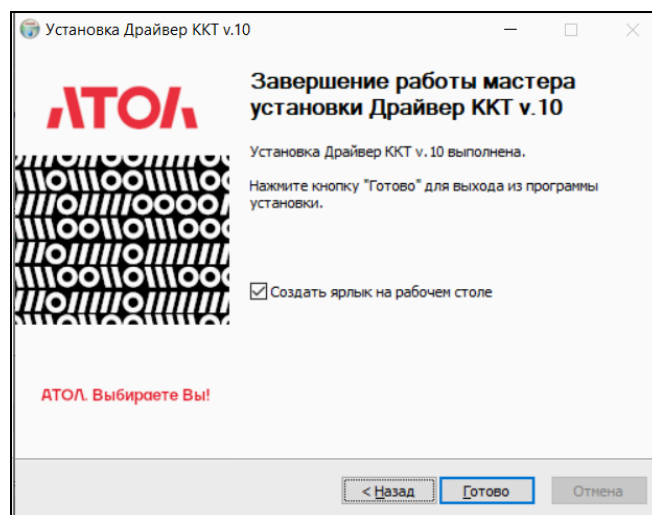 Установка Драйвер ККТ v.10
АТОЛ
Завершение работы мастера
установки Драйвер ККТ v.10
Установка Драйвер ККТ v.10 выполнена.
Нажмите кнопку "Готово" для выхода из программы
установки.
Создать ярлык на рабочем столе
АТОЛ. Выбираете Вы!
< Назад
Готово
Отмена